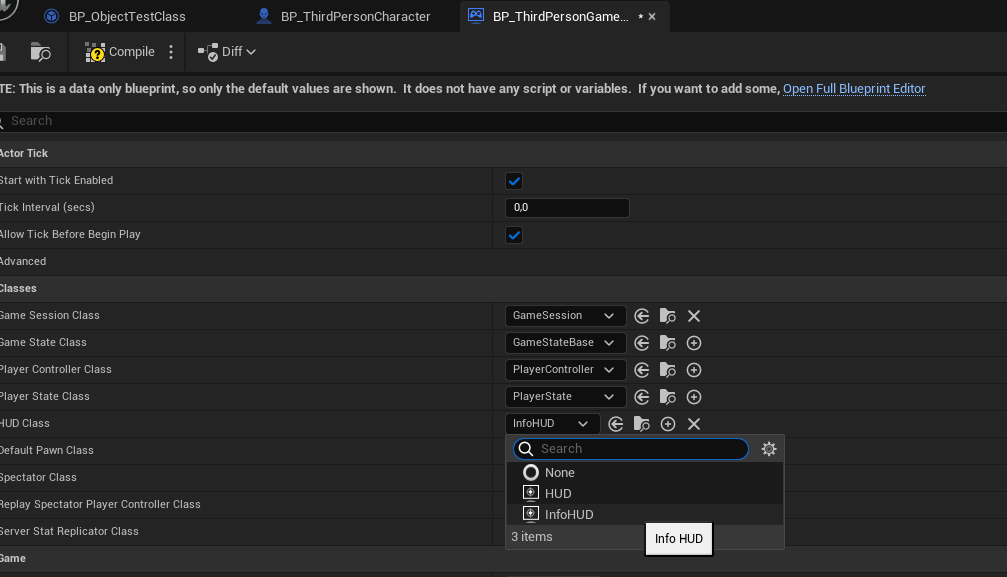 BP_ObjectTestClass BP_ThirdPersonCharacter BP_ThirdPersonGame...
Compile Diff
TE: This is a data only blueprint, so only the default values are shown. It does not have any script or variables. If you want to add some, Open Full Blueprint Editor
Search
Actor Tick
Start with Tick Enabled
Tick Interval (secs) 0,0
Allow Tick Before Begin Play
Advanced
Classes
Game Session Class GameSession
Game State Class GameStateBase
Player Controller Class PlayerController
Player State Class PlayerState
HUD Class InfoHUD
Default Pawn Class Search
Spectator Class None
HUD
Replay Spectator Player Controller Class InfoHUD
Server Stat Replicator Class 3 items Info HUD
Game